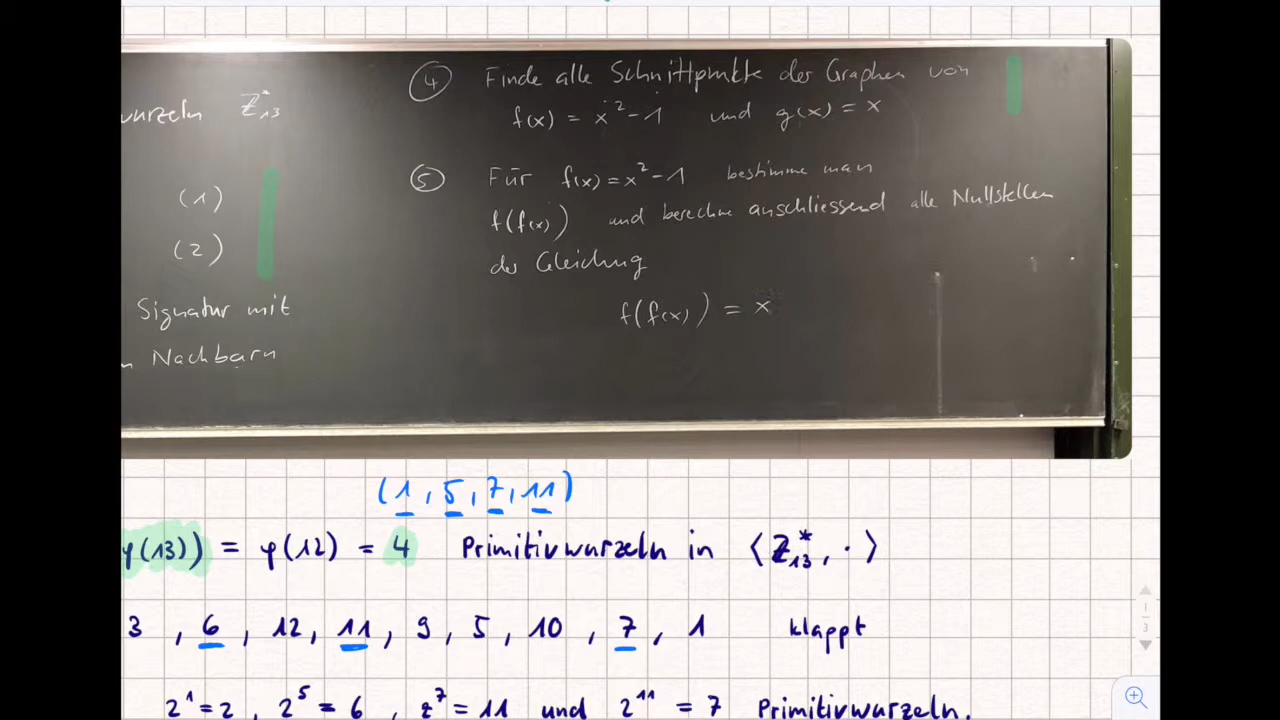 wurzeln Z*₁₃
(1)
(2)
Signatur mit
Nachbarn
④ Finde alle Schnittpunkte der Graphen von
f(x) = x² - 1 und g(x) = x
⑤ Für f(x) = x² - 1 bestimme man
f(f(x)) und berechne anschliessend alle Nullstellen
der Gleichung
f(f(x)) = x
(1, 5, 7, 11)
φ(13)) = φ(12) = 4 Primitivwurzeln in ⟨Z*₁₃, ·⟩
3, 6, 12, 11, 9, 5, 10, 7, 1 klappt
2¹ = 2, 2⁵ = 6, 2⁷ = 11 und 2¹¹ = 7 Primitivwurzeln.
1
3